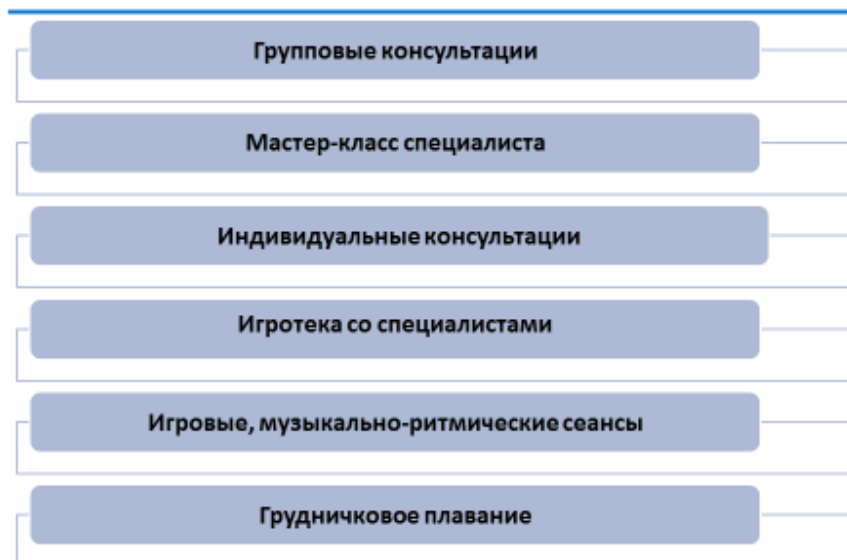 Групповые консультации
Мастер-класс специалиста
Индивидуальные консультации
Игротека со специалистами
Игровые, музыкально-ритмические сеансы
Грудничковое плавание